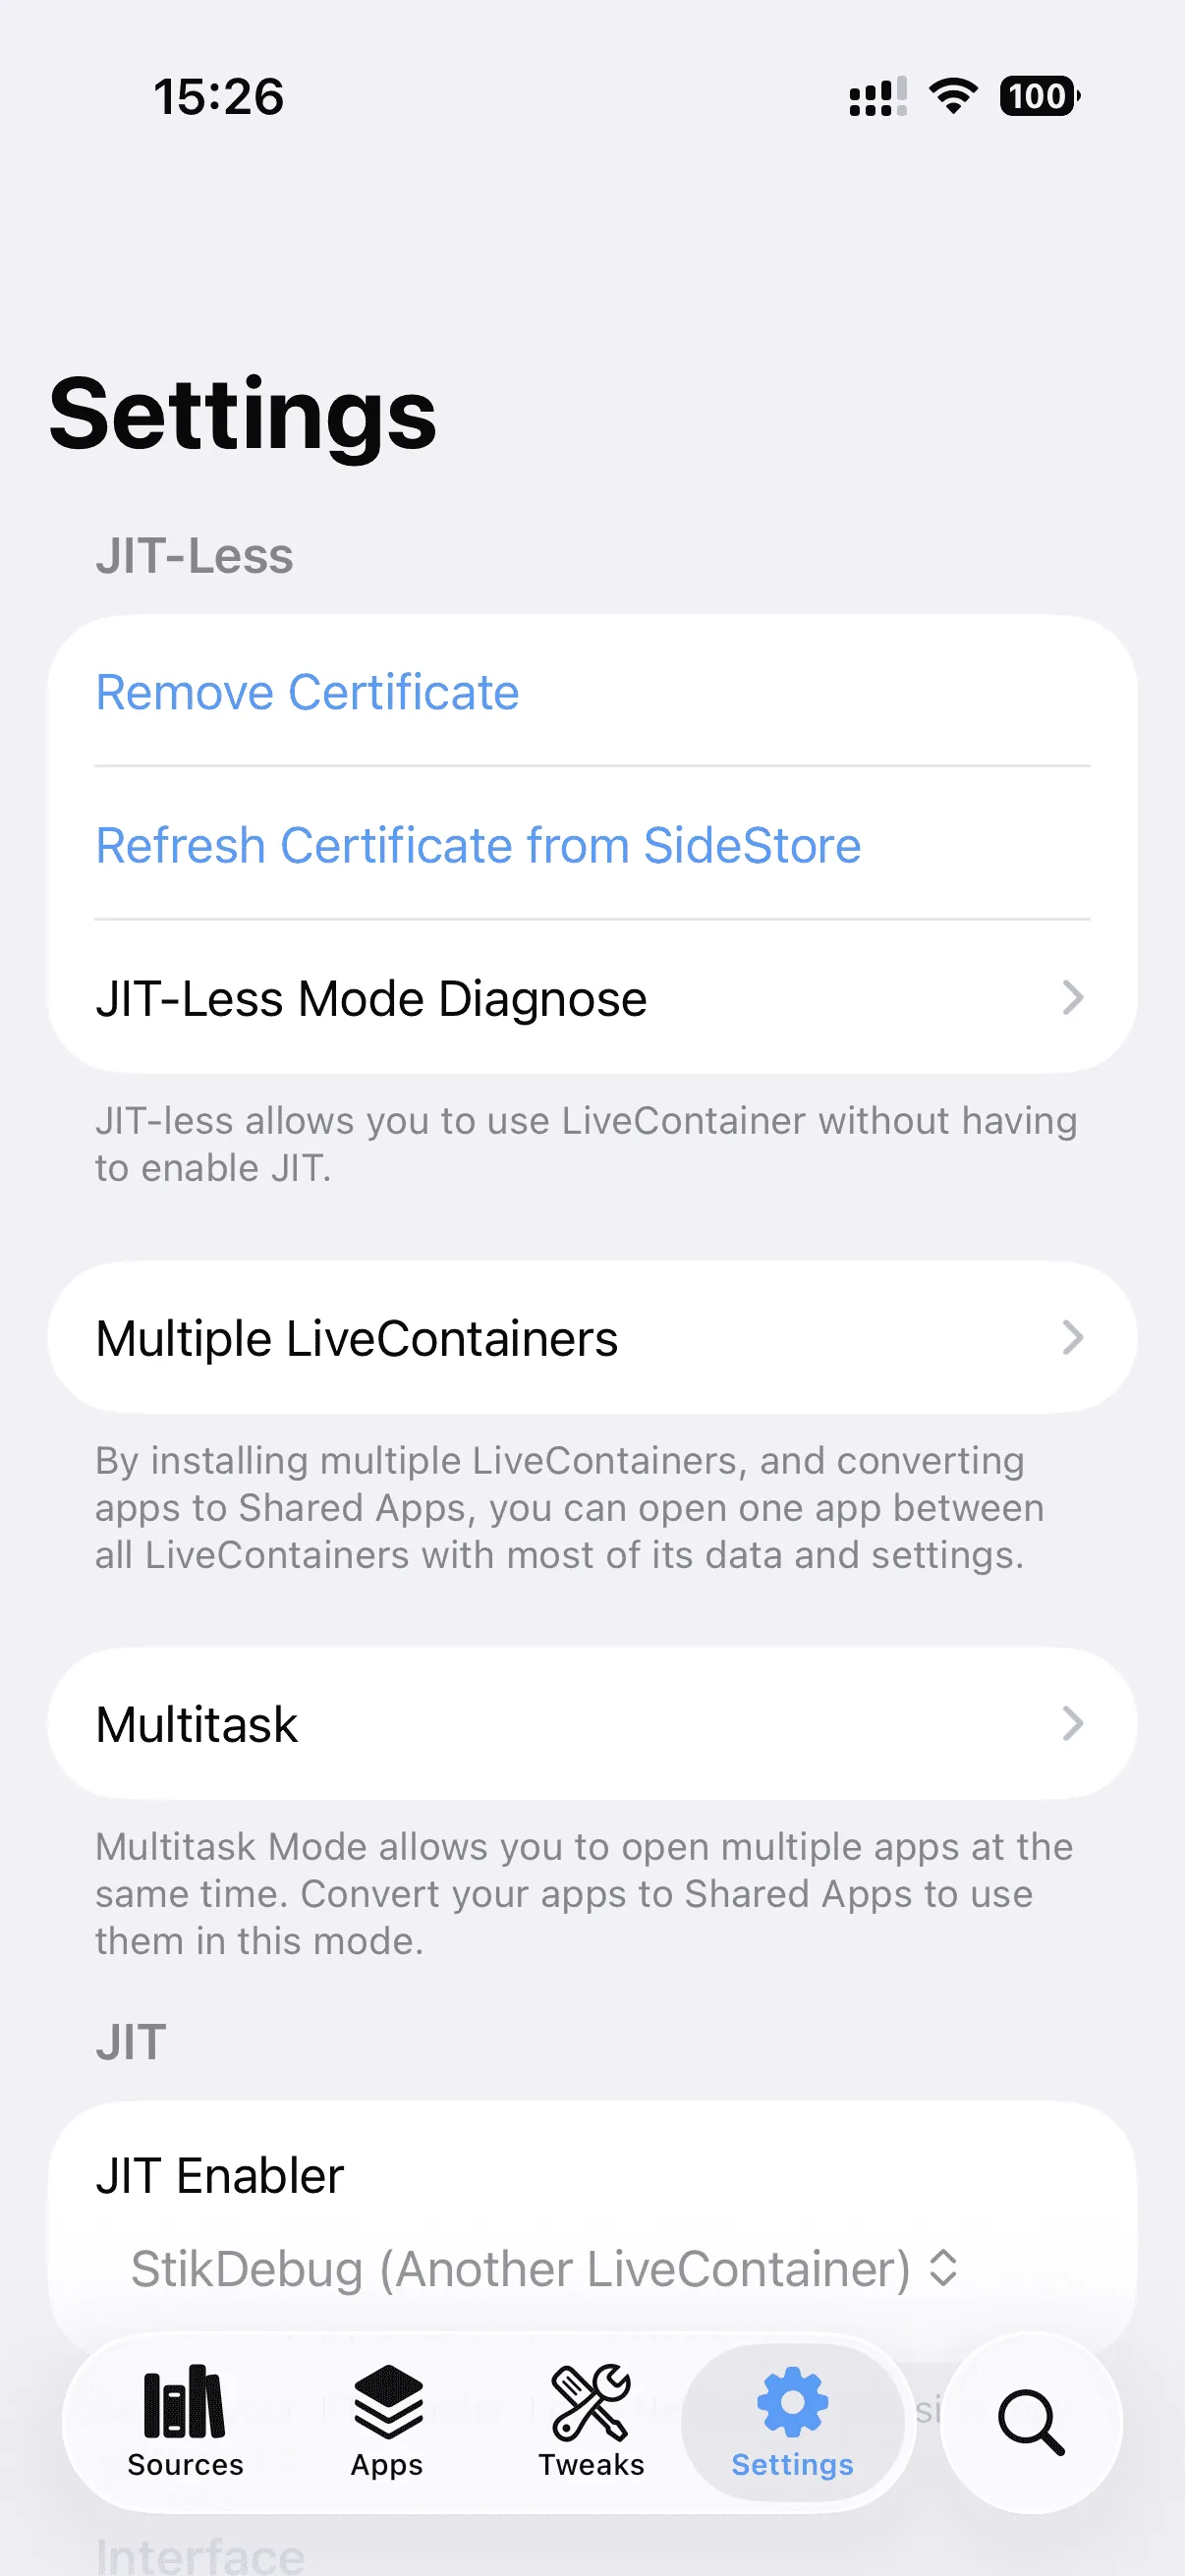 15:26
100
Settings
JIT-Less
Remove Certificate
Refresh Certificate from SideStore
JIT-Less Mode Diagnose
JIT-less allows you to use LiveContainer without having
to enable JIT.
Multiple LiveContainers
By installing multiple LiveContainers, and converting
apps to Shared Apps, you can open one app between
all LiveContainers with most of its data and settings.
Multitask
Multitask Mode allows you to open multiple apps at the
same time. Convert your apps to Shared Apps to use
them in this mode.
JIT
JIT Enabler
StikDebug (Another LiveContainer)
Sources
Apps
Tweaks
Settings
Interface